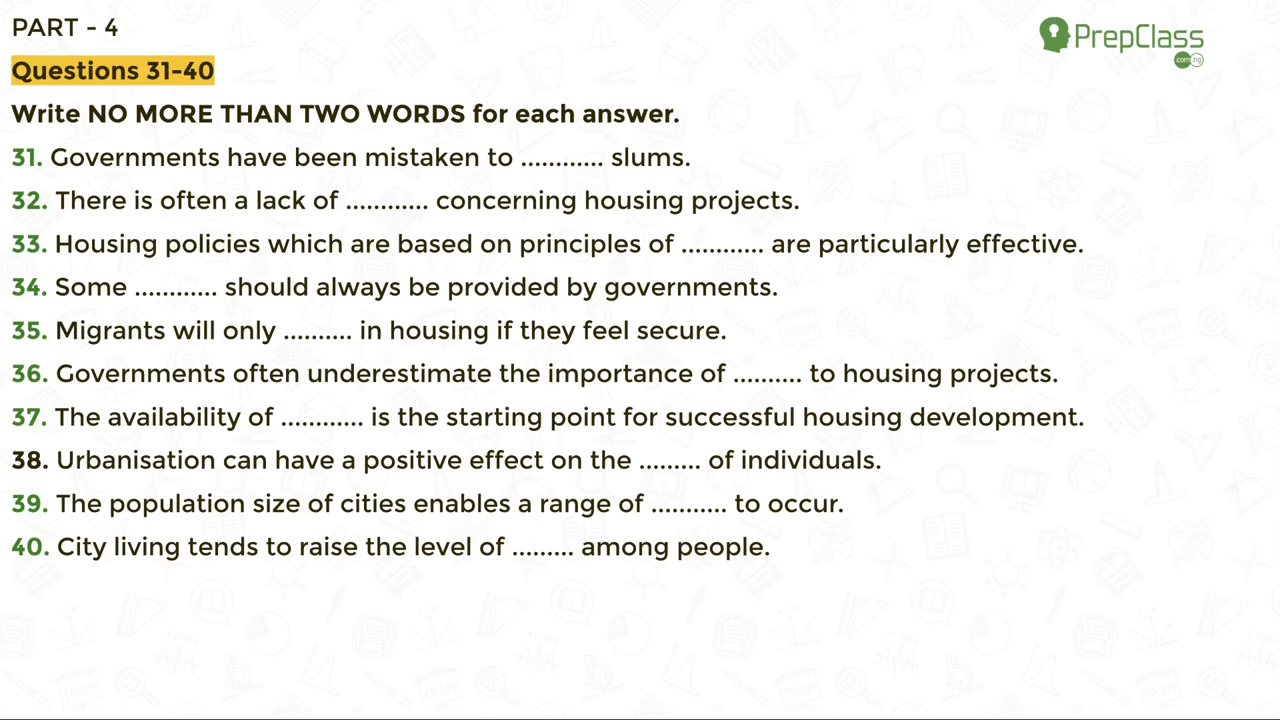 PART - 4
PrepClass
.com.ng
Questions 31-40
Write NO MORE THAN TWO WORDS for each answer.
31. Governments have been mistaken to ............ slums.
32. There is often a lack of ............ concerning housing projects.
33. Housing policies which are based on principles of ............ are particularly effective.
34. Some ............ should always be provided by governments.
35. Migrants will only .......... in housing if they feel secure.
36. Governments often underestimate the importance of .......... to housing projects.
37. The availability of ............ is the starting point for successful housing development.
38. Urbanisation can have a positive effect on the ......... of individuals.
39. The population size of cities enables a range of ........... to occur.
40. City living tends to raise the level of ......... among people.